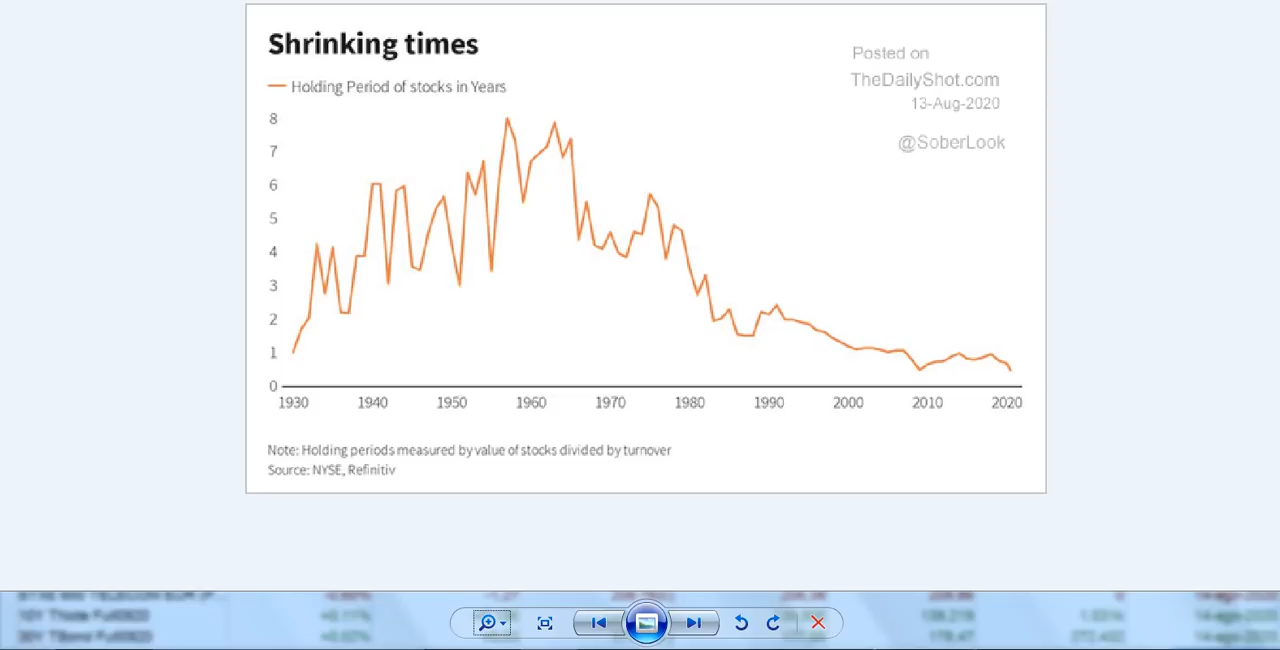 Shrinking times
Posted on
TheDailyShot.com
13-Aug-2020
@SoberLook
Holding Period of stocks in Years
8
7
6
5
4
3
2
1
0
1930 1940 1950 1960 1970 1980 1990 2000 2010 2020
Note: Holding periods measured by value of stocks divided by turnover
Source: NYSE, Refinitiv